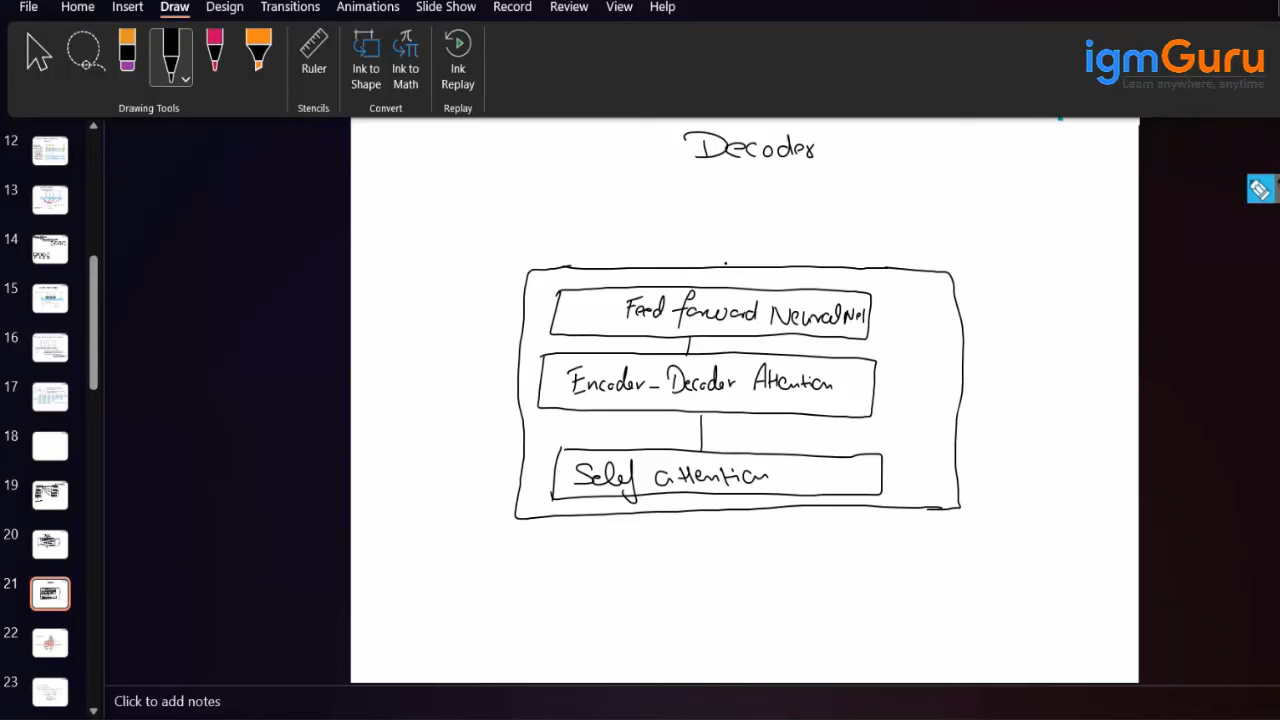 File Home Insert Draw Design Transitions Animations Slide Show Record Review View Help
Ruler
Ink to Shape
Ink to Math
Ink Replay
Drawing Tools
Stencils
Convert
Replay
igmGuru
Learn anywhere, anytime
12
13
14
15
16
17
18
19
20
21
22
23
Decoder
Feed forward Neural Net
Encoder-Decoder Attention
Self attention
Click to add notes